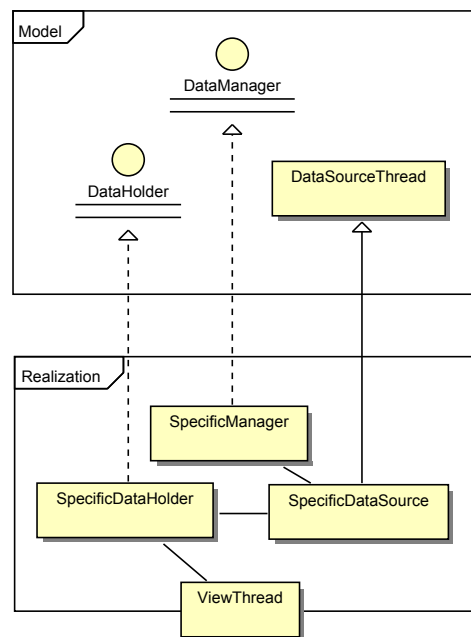 Model
DataManager
DataHolder
DataSourceThread
Realization
SpecificManager
SpecificDataHolder
SpecificDataSource
ViewThread